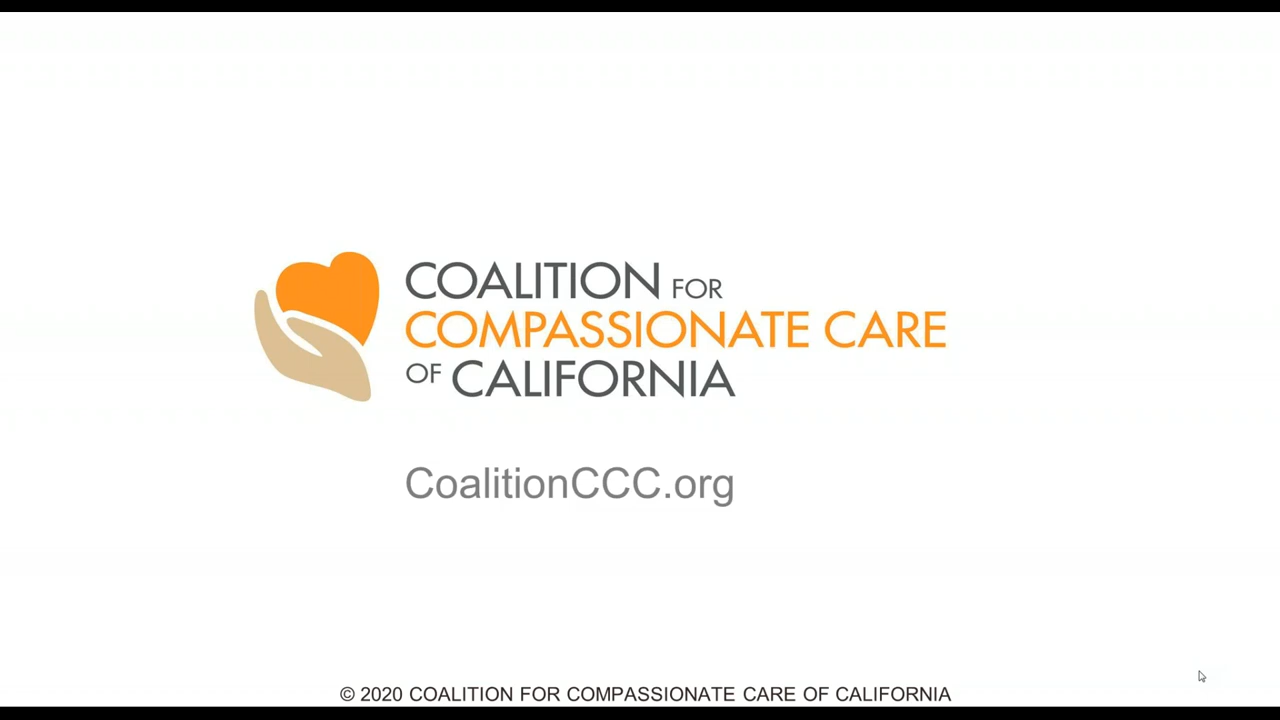 COALITION FOR
COMPASSIONATE CARE
OF CALIFORNIA
CoalitionCCC.org
© 2020 COALITION FOR COMPASSIONATE CARE OF CALIFORNIA